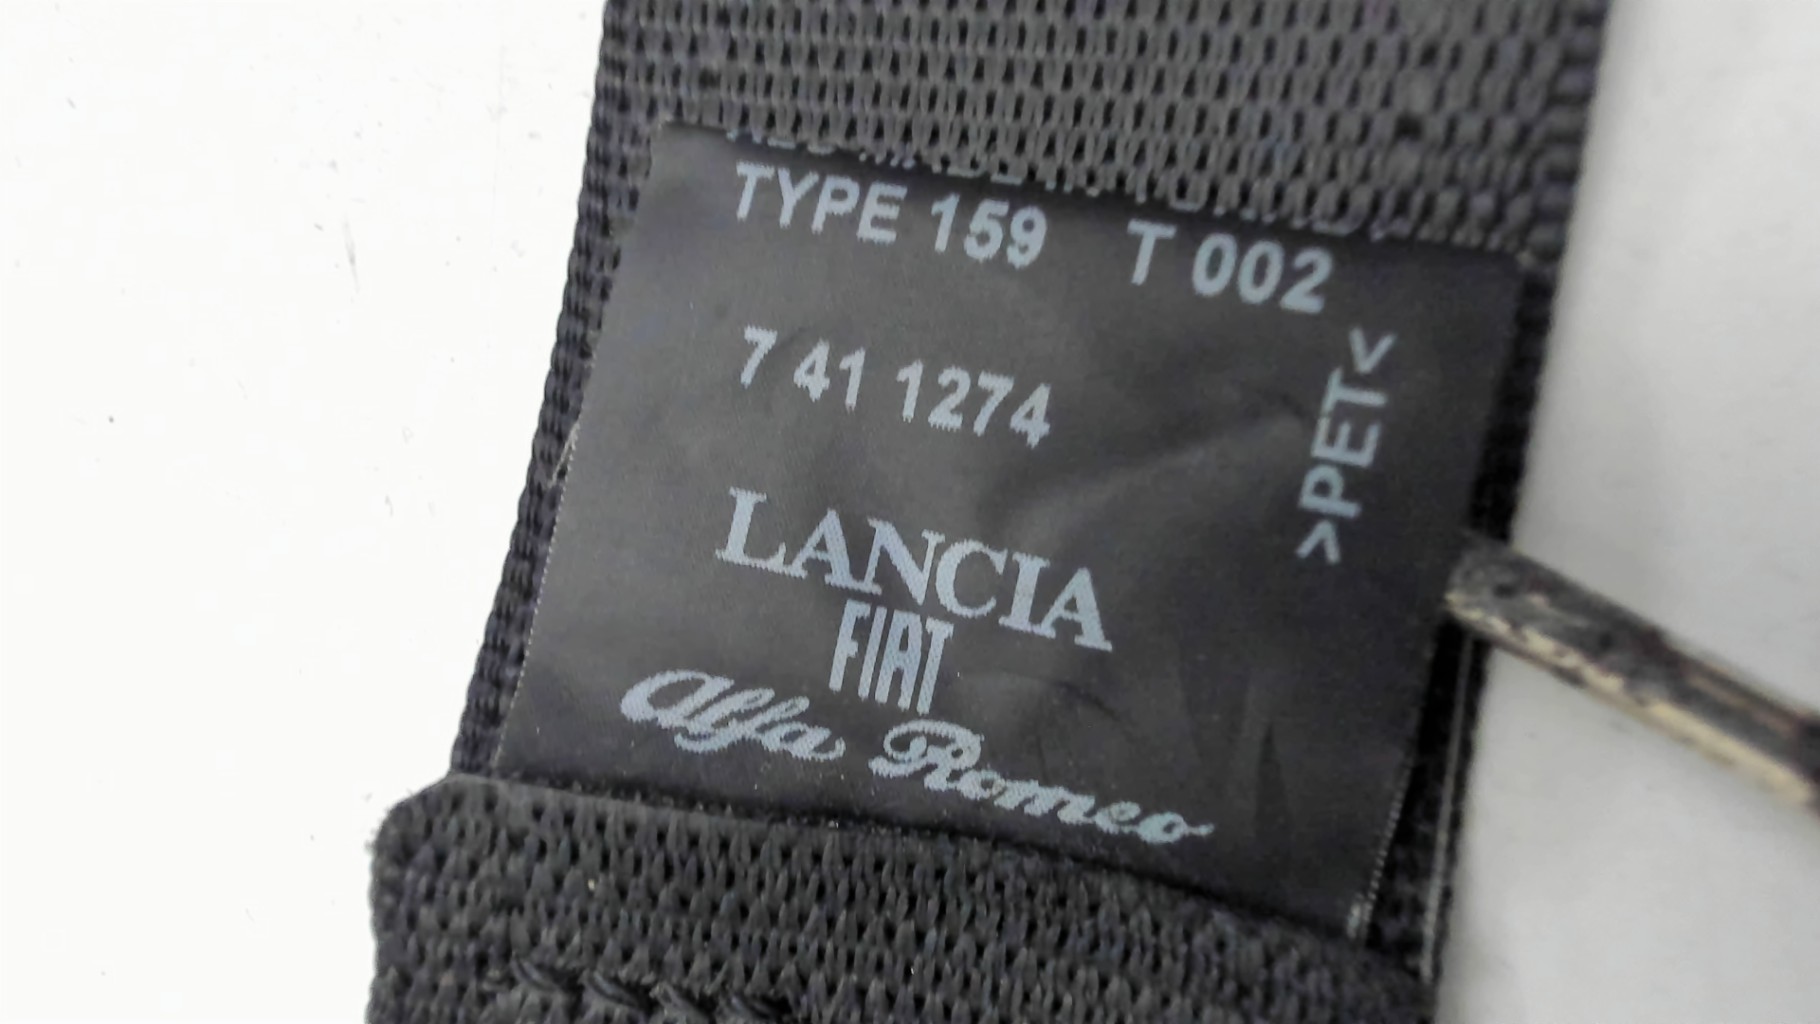 TYPE 159 T 002
7 41 1274
>PET<
LANCIA
FIAT
Alfa Romeo